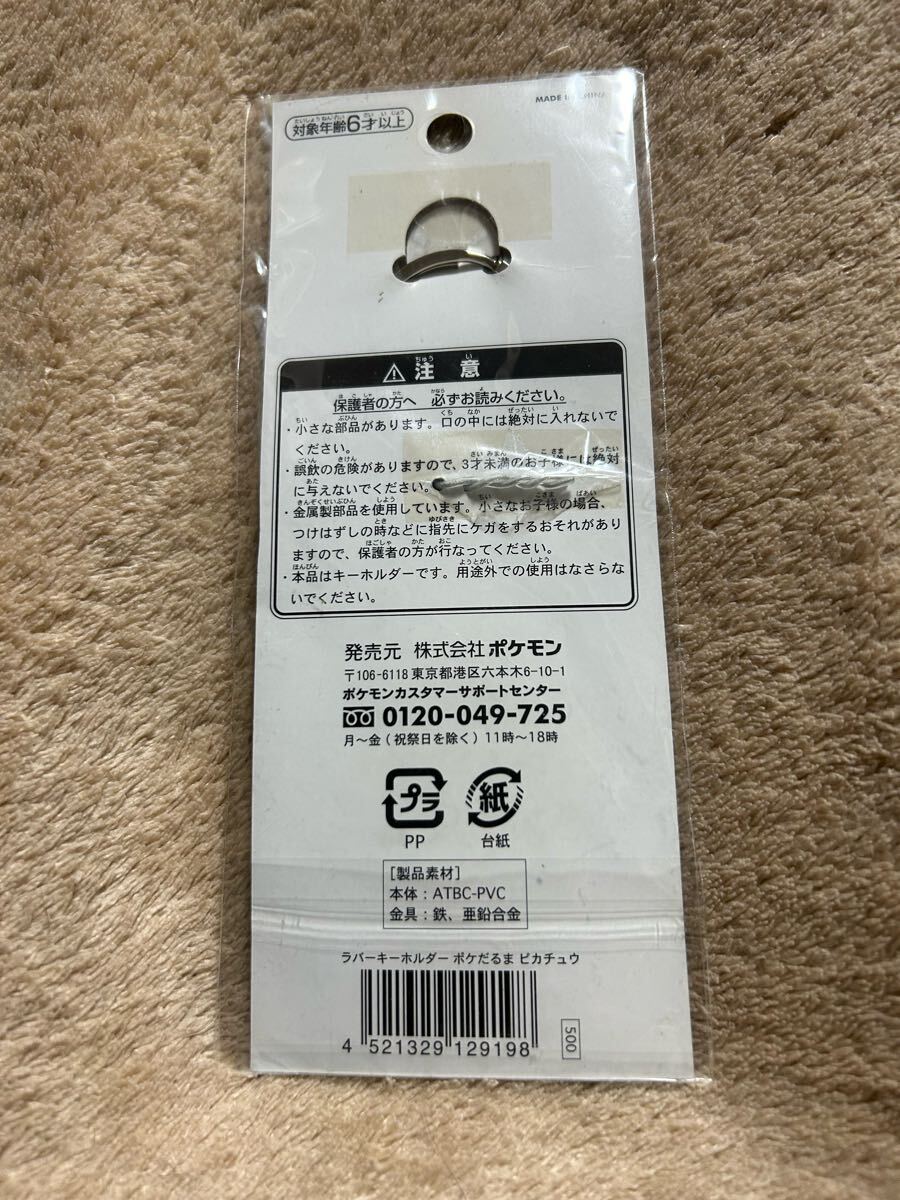 MADE IN CHINA
対象年齢6才以上
注意
保護者の方へ 必ずお読みください。
・小さな部品があります。口の中には絶対に入れないで
ください。
・誤飲の危険がありますので、3才未満のお子様には絶対
に与えないでください。
・金属製部品を使用しています。小さなお子様の場合、
つけはずしの時などに指先にケガをするおそれがあり
ますので、保護者の方が行なってください。
・本品はキーホルダーです。用途外での使用はなさらな
いでください。
発売元 株式会社ポケモン
〒106-6118 東京都港区六本木6-10-1
ポケモンカスタマーサポートセンター
0120-049-725
月〜金(祝祭日を除く)11時〜18時
プラ 紙
PP 台紙
[製品素材]
本体：ATBC-PVC
金具：鉄、亜鉛合金
ラバーキーホルダー ポケだるま ピカチュウ
4 521329 129198
500